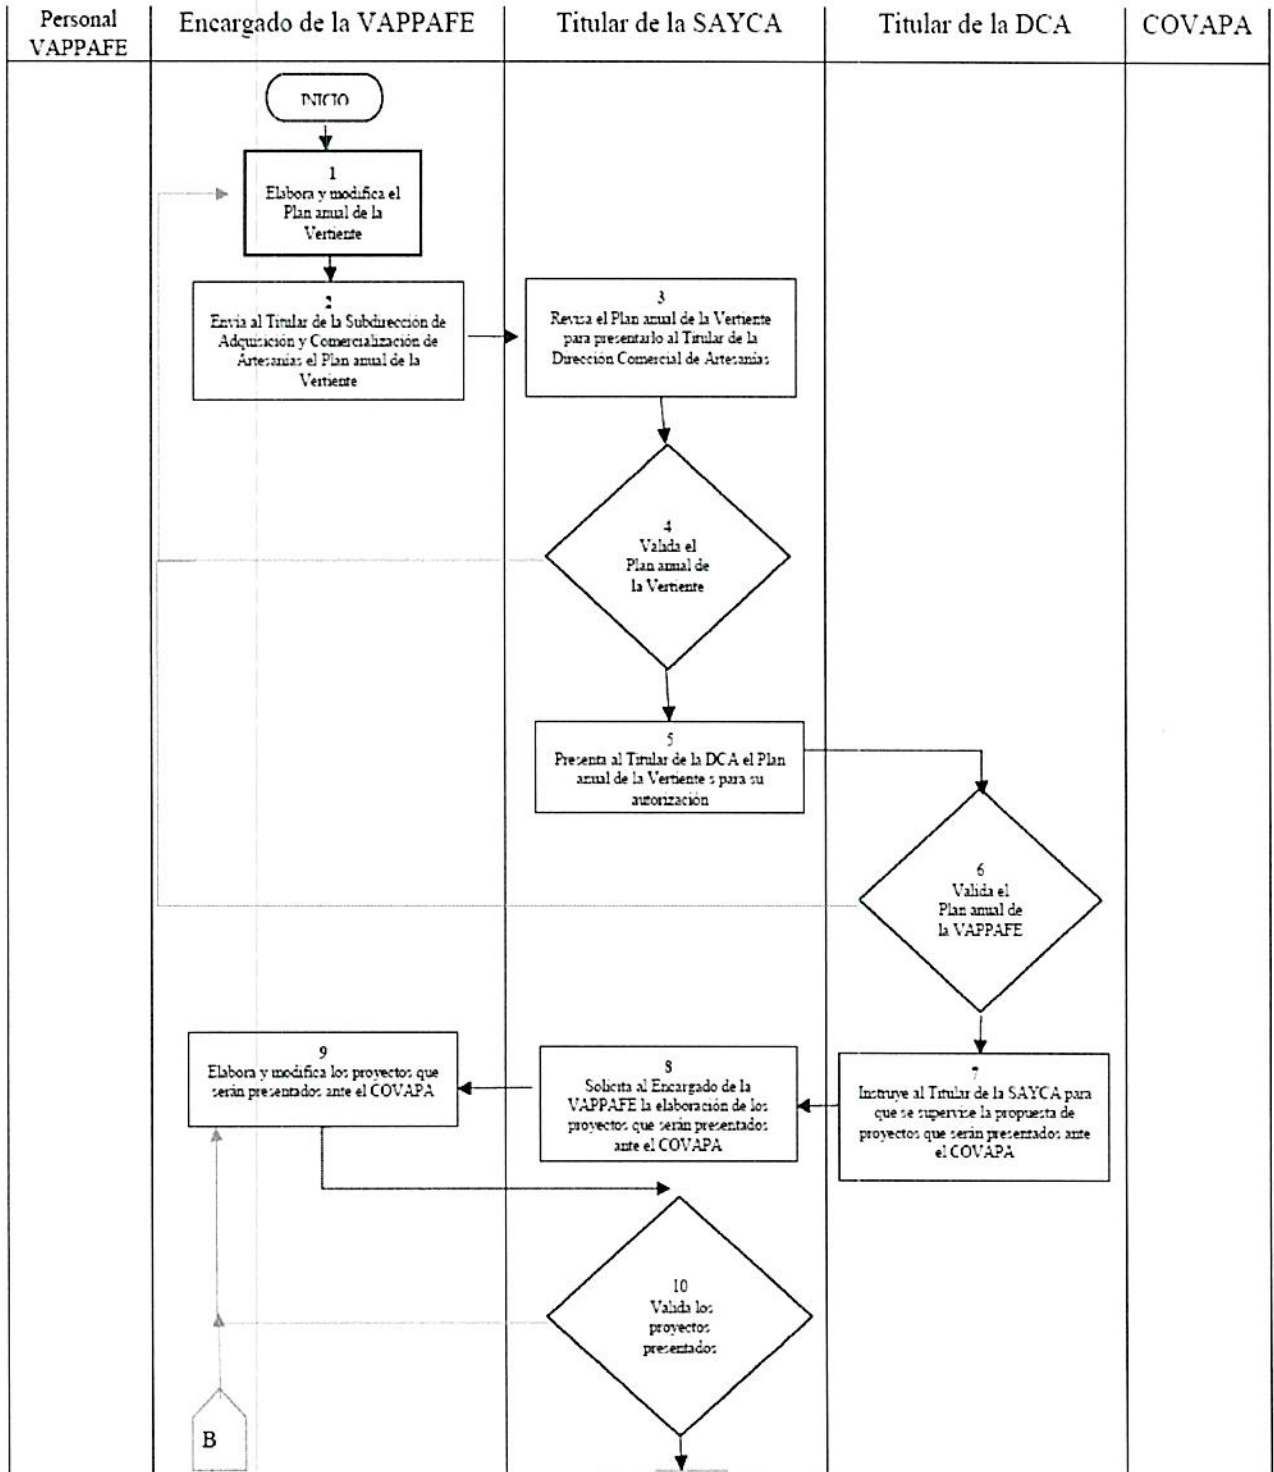 Personal
VAPPAFE
Encargado de la VAPPAFE
Titular de la SAYCA
Titular de la DCA
COVAPA
INICIO
1
Elabora y modifica el
Plan anual de la
Vertiente
2
Envía al Titular de la Subdirección de
Adquisición y Comercialización de
Artesanías el Plan anual de la
Vertiente
3
Revisa el Plan anual de la Vertiente
para presentarlo al Titular de la
Dirección Comercial de Artesanías
4
Valida el
Plan anual de
la Vertiente
5
Presenta al Titular de la DCA el Plan
anual de la Vertiente s para su
autorización
6
Valida el
Plan anual de
la VAPPAFE
7
Instruye al Titular de la SAYCA para
que se supervise la propuesta de
proyectos que serán presentados ante
el COVAPA
8
Solicita al Encargado de la
VAPPAFE la elaboración de los
proyectos que serán presentados
ante el COVAPA
9
Elabora y modifica los proyectos que
serán presentados ante el COVAPA
10
Valida los
proyectos
presentados
B